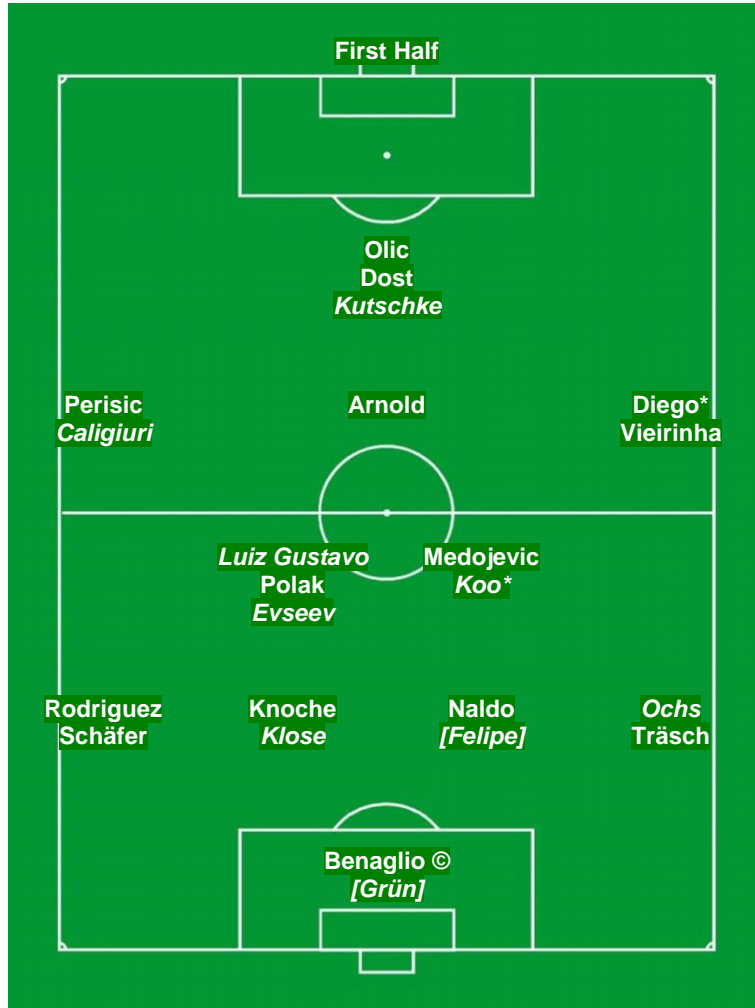 First Half
Olic
Dost
Kutschke
Perisic
Caligiuri
Arnold
Diego*
Vieirinha
Luiz Gustavo
Polak
Evseev
Medojevic
Koo*
Rodriguez
Schäfer
Knoche
Klose
Naldo
[Felipe]
Ochs
Träsch
Benaglio ©
[Grün]